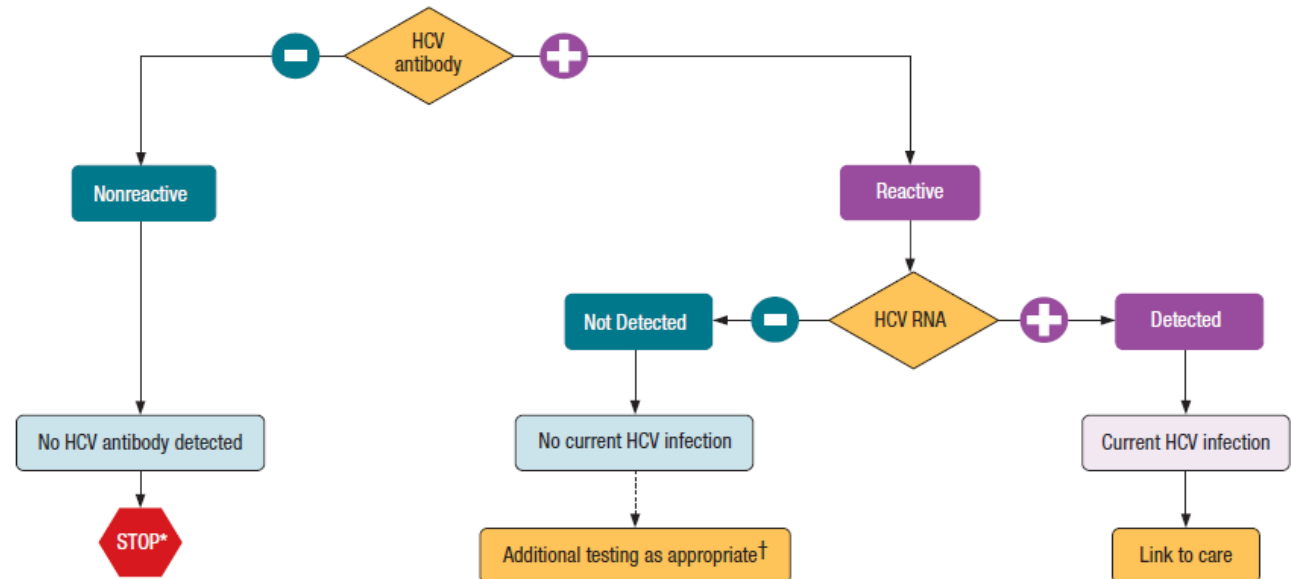 HCV
antibody
Nonreactive
Reactive
Not Detected
HCV RNA
Detected
No HCV antibody detected
No current HCV infection
Current HCV infection
STOP*
Additional testing as appropriate†
Link to care